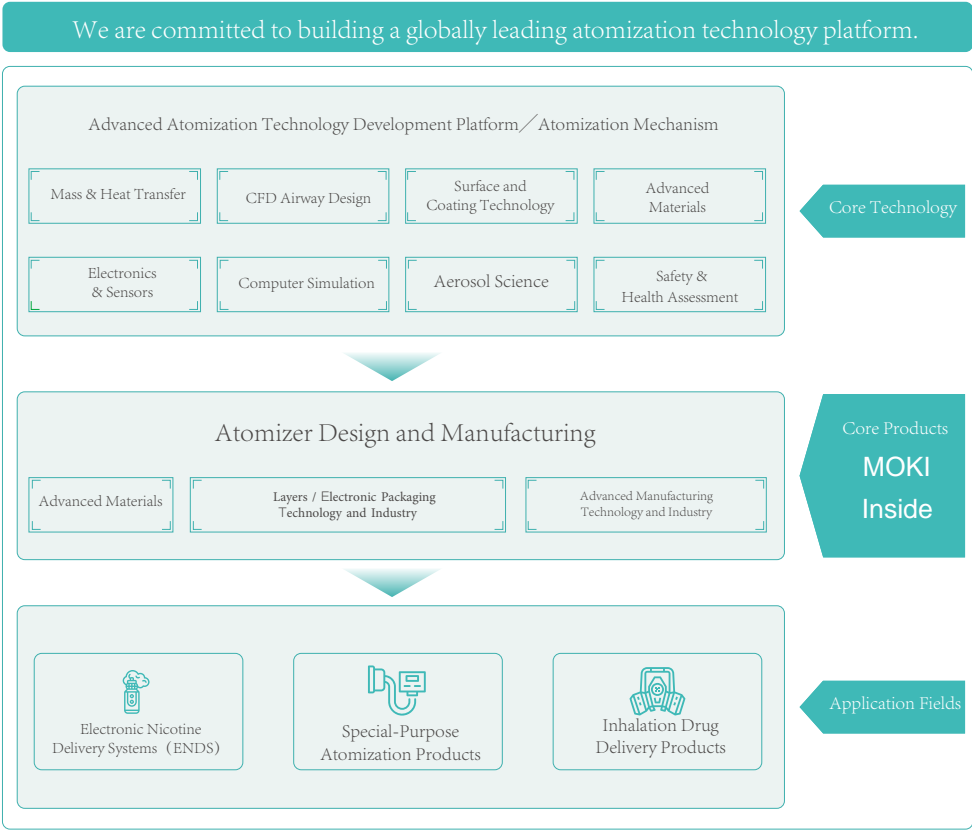 We are committed to building a globally leading atomization technology platform.
Advanced Atomization Technology Development Platform／Atomization Mechanism
Mass & Heat Transfer
CFD Airway Design
Surface and
Coating Technology
Advanced
Materials
Electronics
& Sensors
Computer Simulation
Aerosol Science
Safety &
Health Assessment
Core Technology
Atomizer Design and Manufacturing
Advanced Materials
Layers / Electronic Packaging
Technology and Industry
Advanced Manufacturing
Technology and Industry
Core Products
MOKI
Inside
Electronic Nicotine
Delivery Systems（ENDS）
Special-Purpose
Atomization Products
Inhalation Drug
Delivery Products
Application Fields